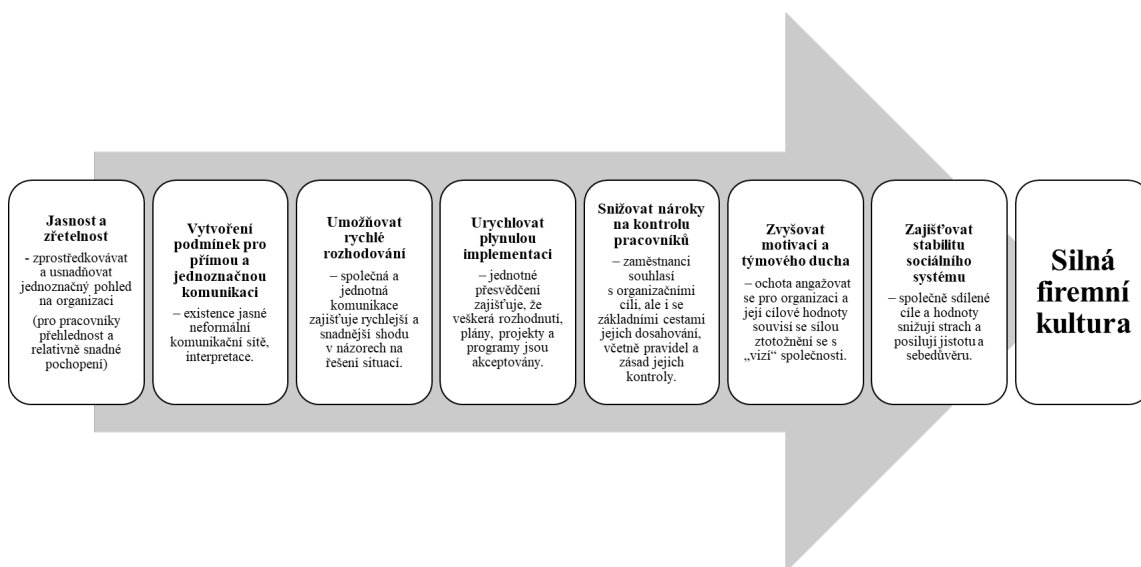 Jasnost a
zřetelnost
- zprostředkovávat
a usnadňovat
jednoznačný pohled
na organizaci
(pro pracovníky
přehlednost a
relativně snadné
pochopení)
Vytvoření
podmínek pro
přímou a
jednoznačnou
komunikaci
– existence jasné
neformální
komunikační sítě,
interpretace.
Umožňovat
rychlé
rozhodování
– společná a
jednotná
komunikace
zajišťuje rychlejší a
snadnější shodu
v názorech na
řešení situací.
Urychlovat
plynulou
implementaci
– jednotné
přesvědčení
zajišťuje, že
veškerá rozhodnutí,
plány, projekty a
programy jsou
akceptovány.
Snižovat nároky
na kontrolu
pracovníků
– zaměstnanci
souhlasí
s organizačními
cíli, ale i se
základními cestami
jejich dosahování,
včetně pravidel a
zásad jejich
kontroly.
Zvyšovat
motivaci a
týmového ducha
– ochota angažovat
se pro organizaci a
její cílové hodnoty
souvisí se silou
ztotožnění se s
„vizí“ společnosti.
Zajišťovat
stabilitu
sociálního
systému
– společně sdílené
cíle a hodnoty
snižují strach a
posilují jistotu a
sebedůvěru.
Silná
firemní
kultura